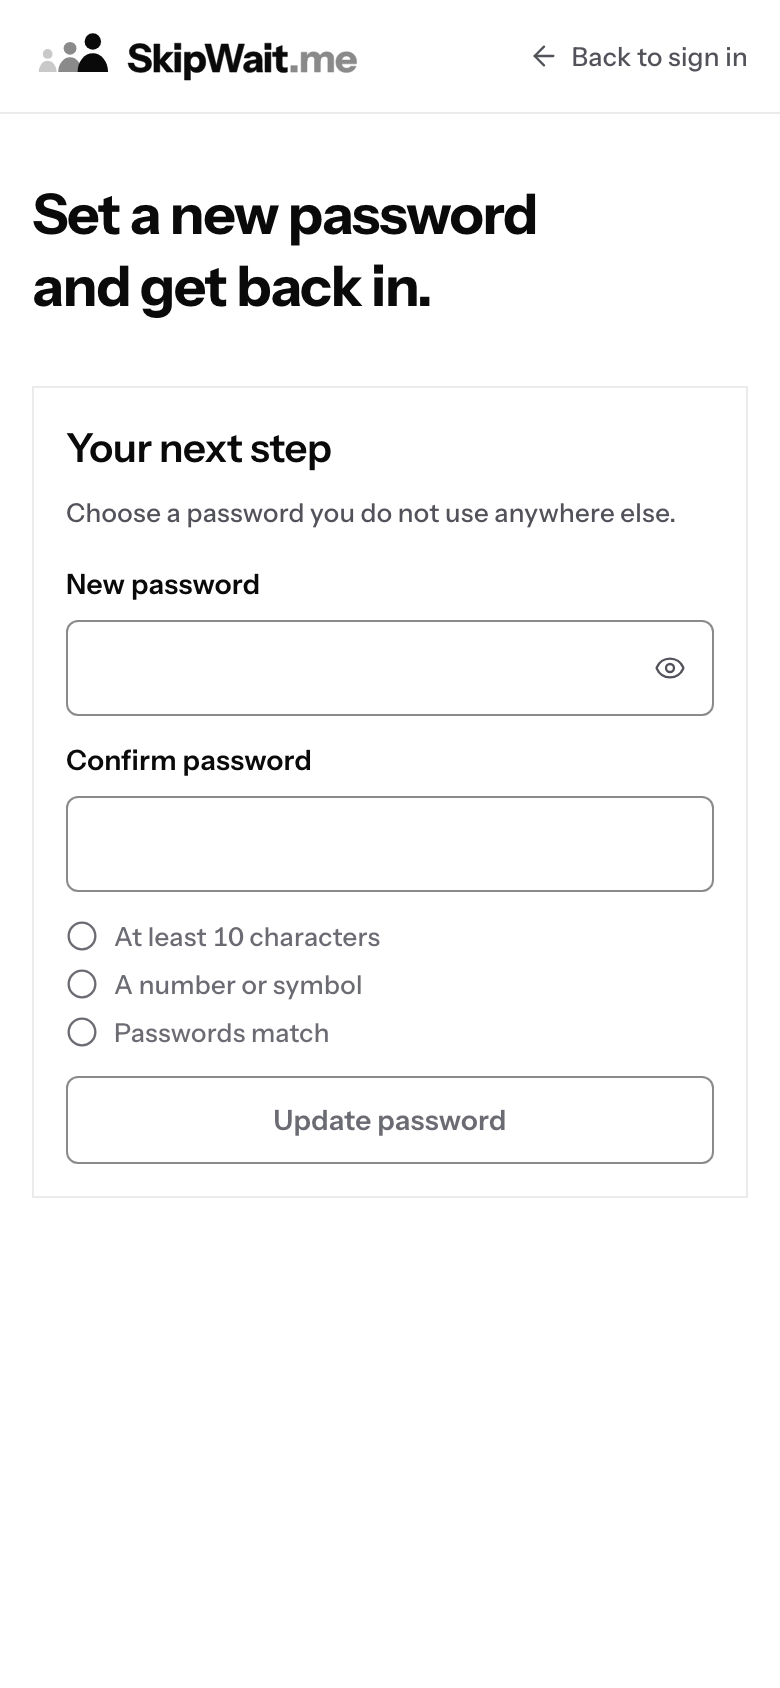 SkipWait.me
Back to sign in
Set a new password
and get back in.
Your next step
Choose a password you do not use anywhere else.
New password
Confirm password
At least 10 characters
A number or symbol
Passwords match
Update password